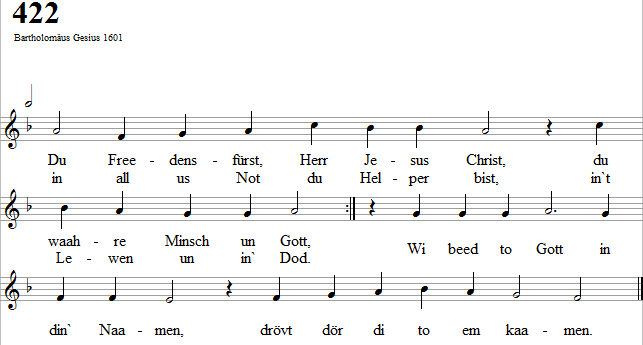 422
Bartholomäus Gesius 1601
Du Free - dens - fürst, Herr Je - sus Christ, du
in all us Not du Hel - per bist, in`t
waah - re Minsch un Gott,
Le - wen un in` Dod.
Wi beed to Gott in
din` Naa - men, drövt dör di to em kaa - men.